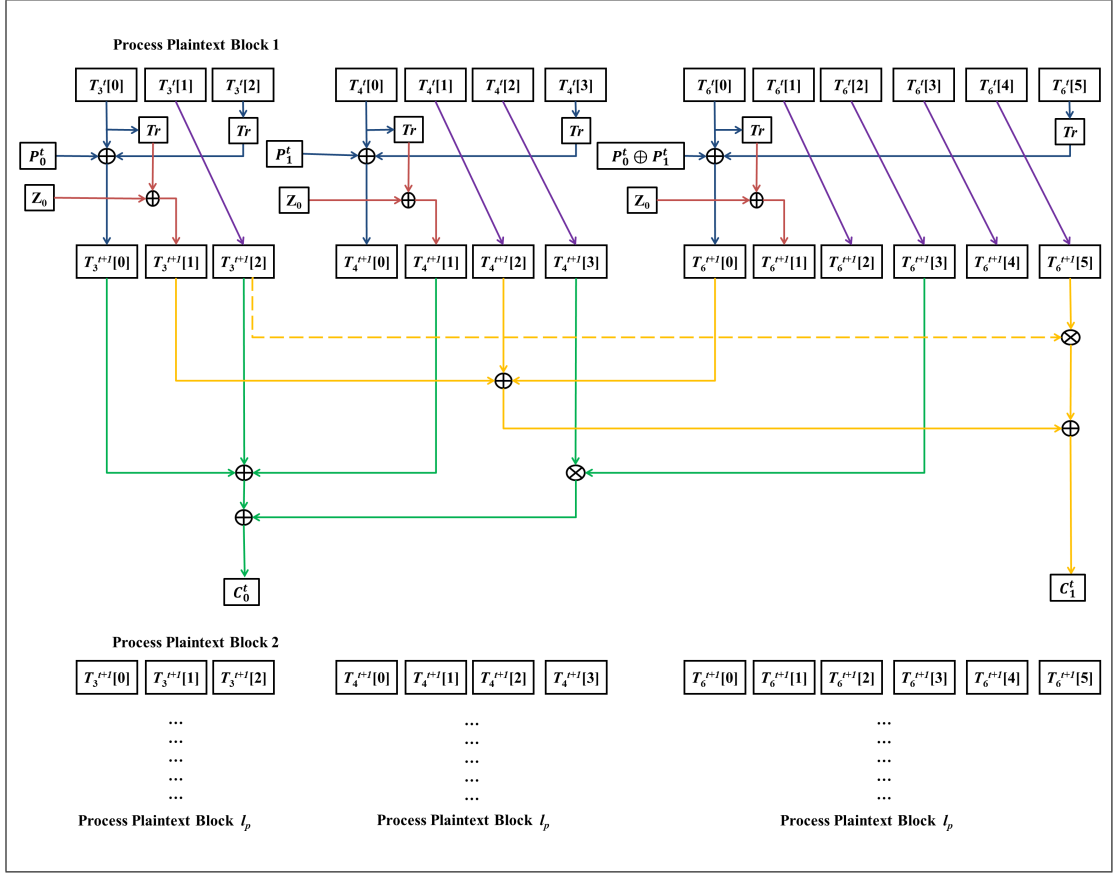 Process Plaintext Block 1
T₃ᵗ[0] T₃ᵗ[1] T₃ᵗ[2] T₄ᵗ[0] T₄ᵗ[1] T₄ᵗ[2] T₄ᵗ[3] T₆ᵗ[0] T₆ᵗ[1] T₆ᵗ[2] T₆ᵗ[3] T₆ᵗ[4] T₆ᵗ[5]
Tr Tr Tr Tr Tr Tr
P₀ᵗ P₁ᵗ P₀ᵗ ⊕ P₁ᵗ
Z₀ Z₀ Z₀
T₃ᵗ⁺¹[0] T₃ᵗ⁺¹[1] T₃ᵗ⁺¹[2] T₄ᵗ⁺¹[0] T₄ᵗ⁺¹[1] T₄ᵗ⁺¹[2] T₄ᵗ⁺¹[3] T₆ᵗ⁺¹[0] T₆ᵗ⁺¹[1] T₆ᵗ⁺¹[2] T₆ᵗ⁺¹[3] T₆ᵗ⁺¹[4] T₆ᵗ⁺¹[5]
C₀ᵗ C₁ᵗ
Process Plaintext Block 2
T₃ᵗ⁺¹[0] T₃ᵗ⁺¹[1] T₃ᵗ⁺¹[2] T₄ᵗ⁺¹[0] T₄ᵗ⁺¹[1] T₄ᵗ⁺¹[2] T₄ᵗ⁺¹[3] T₆ᵗ⁺¹[0] T₆ᵗ⁺¹[1] T₆ᵗ⁺¹[2] T₆ᵗ⁺¹[3] T₆ᵗ⁺¹[4] T₆ᵗ⁺¹[5]
... ... ...
... ... ...
... ... ...
... ... ...
... ... ...
Process Plaintext Block lₚ Process Plaintext Block lₚ Process Plaintext Block lₚ